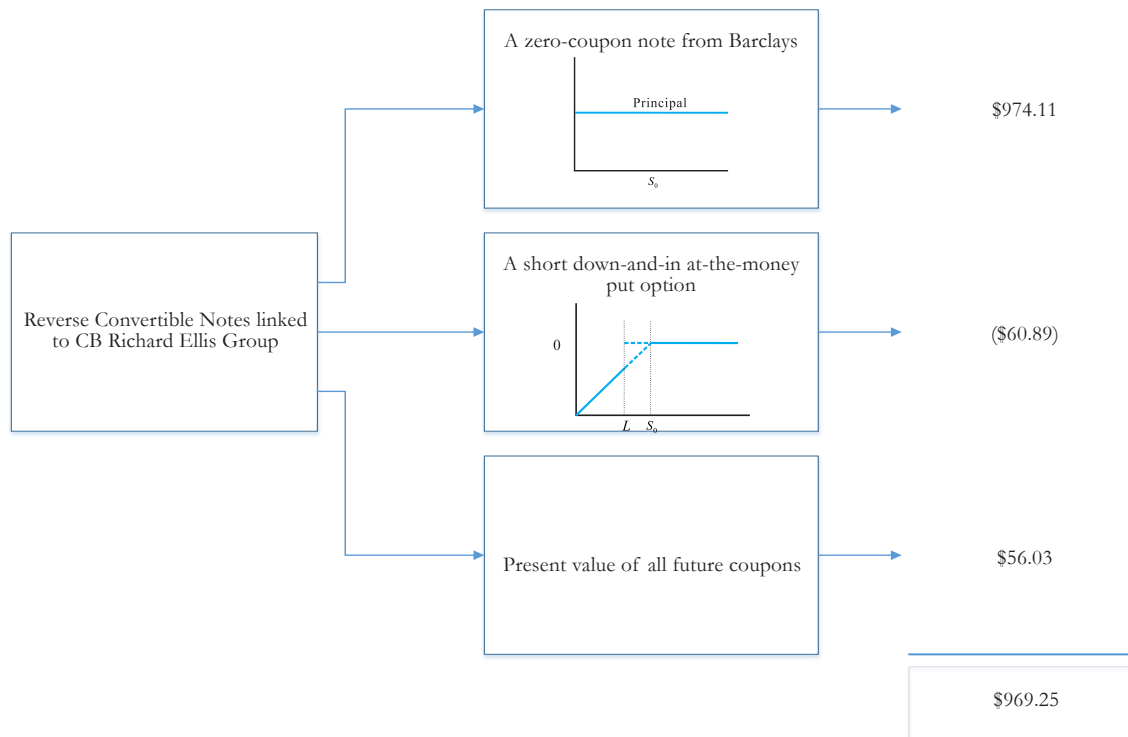 A zero-coupon note from Barclays
Principal
S₀
$974.11
Reverse Convertible Notes linked
to CB Richard Ellis Group
A short down-and-in at-the-money
put option
0
L S₀
($60.89)
Present value of all future coupons
$56.03
$969.25